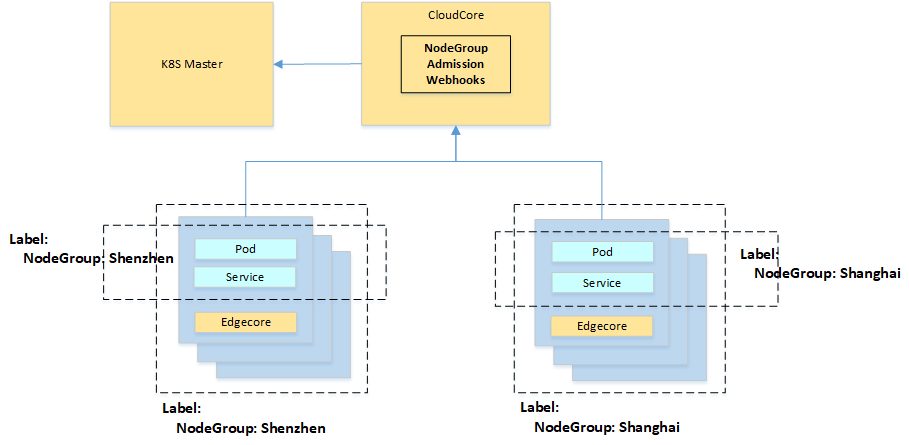 CloudCore
K8S Master
NodeGroup
Admission
Webhooks
Label:
NodeGroup: Shenzhen
Pod
Service
Edgecore
Label:
NodeGroup: Shenzhen
Pod
Service
Edgecore
Label:
NodeGroup: Shanghai
Label:
NodeGroup: Shanghai